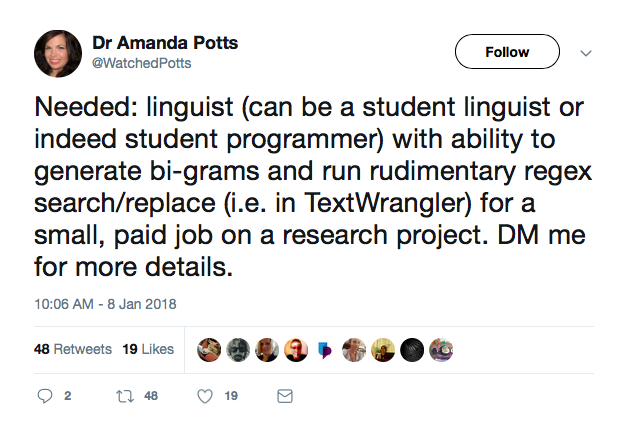 Dr Amanda Potts
@WatchedPotts
Follow
Needed: linguist (can be a student linguist or
indeed student programmer) with ability to
generate bi-grams and run rudimentary regex
search/replace (i.e. in TextWrangler) for a
small, paid job on a research project. DM me
for more details.
10:06 AM - 8 Jan 2018
48 Retweets 19 Likes
2 48 19